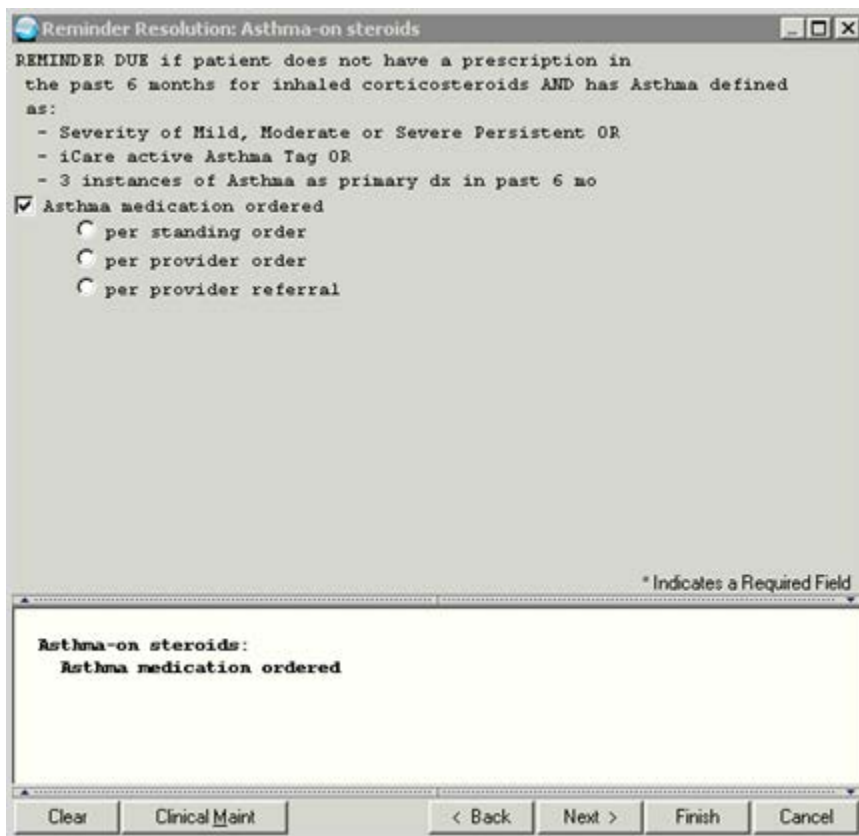 Reminder Resolution: Asthma-on steroids
REMINDER DUE if patient does not have a prescription in
the past 6 months for inhaled corticosteroids AND has Asthma defined
as:
- Severity of Mild, Moderate or Severe Persistent OR
- iCare active Asthma Tag OR
- 3 instances of Asthma as primary dx in past 6 mo
Asthma medication ordered
per standing order
per provider order
per provider referral
* Indicates a Required Field
Asthma-on steroids:
Asthma medication ordered
Clear Clinical Maint < Back Next > Finish Cancel